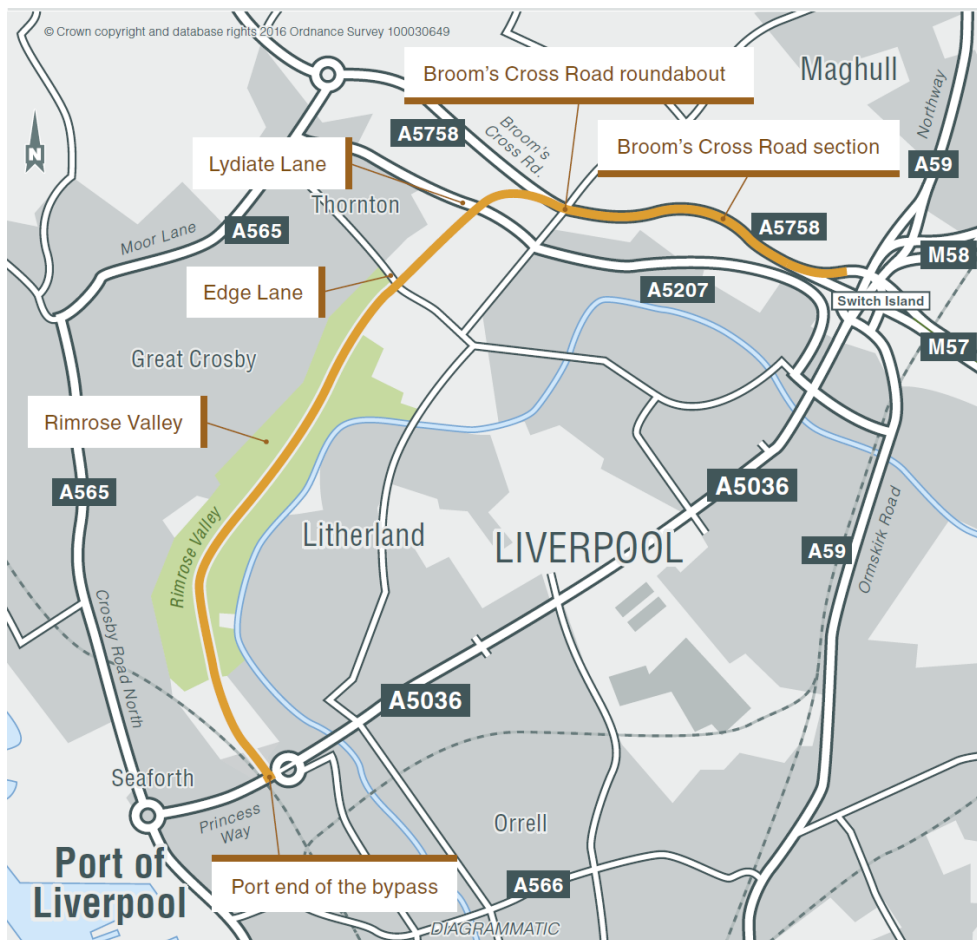 © Crown copyright and database rights 2016 Ordnance Survey 100030649
Maghull
Broom's Cross Road roundabout
Northway
A5758
Broom's
Cross Rd.
Broom's Cross Road section
N
Lydiate Lane
A59
Thornton
Moor Lane
A565
A5758
M58
Edge Lane
A5207
Switch Island
M57
Great Crosby
Rimrose Valley
A565
A5036
Rimrose Valley
Litherland
LIVERPOOL
A59
Ormskirk Road
Crosby Road North
A5036
Seaforth
Princess
Way
Orrell
Port of
Liverpool
Port end of the bypass
A566
DIAGRAMMATIC